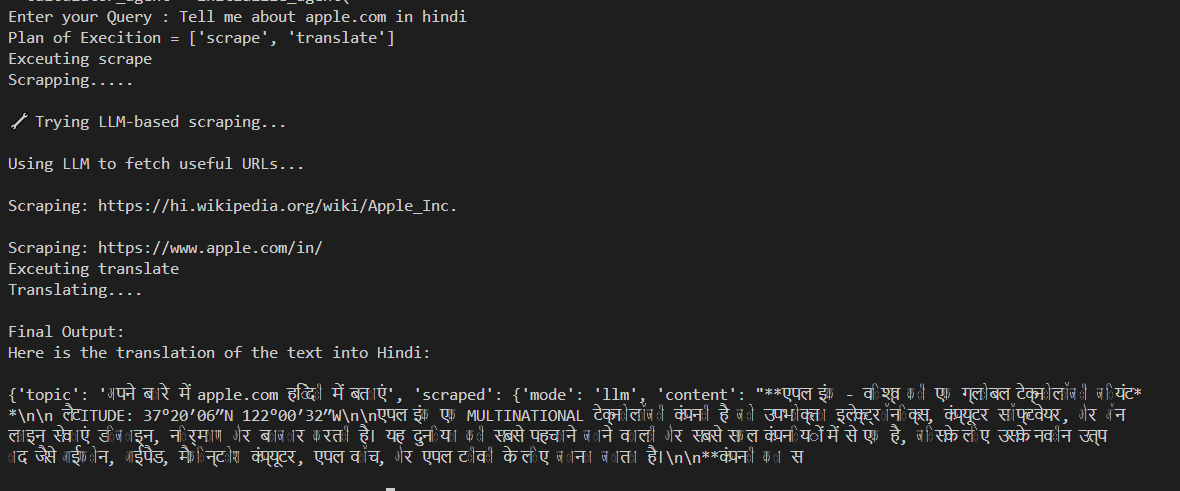 Enter your Query : Tell me about apple.com in hindi
Plan of Execition = ['scrape', 'translate']
Exceuting scrape
Scrapping.....
🔧 Trying LLM-based scraping...
Using LLM to fetch useful URLs...
Scraping: https://hi.wikipedia.org/wiki/Apple_Inc.
Scraping: https://www.apple.com/in/
Exceuting translate
Translating....
Final Output:
Here is the translation of the text into Hindi:
{'topic': 'अपने बारे में apple.com हिंदी में बताएं', 'scraped': {'mode': 'llm', 'content': "**एपल इंक - विश्व की एक ग्लोबल टेक्नोलॉजी जियंट*
*\n\n लैटITUDE: 37°20’06”N 122°00’32”W\n\nएपल इंक एक MULTINATIONAL टेक्नोलॉजी कंपनी है जो उपभोक्ता इलेक्ट्रॉनिक्स, कंप्यूटर सॉफ्टवेयर, और ऑन
लाइन सेवाएं डिजाइन, निर्माण और बाजार करती है। यह दुनिया की सबसे पहचाने जाने वाली और सबसे सफल कंपनियों में से एक है, जिसके लिए उसके नवीन उत्प
ाद जैसे आईफोन, आईपैड, मैकिन्टोश कंप्यूटर, एपल वॉच, और एपल टीवी के लिए जाना जाता है।\n\n**कंपनी का स